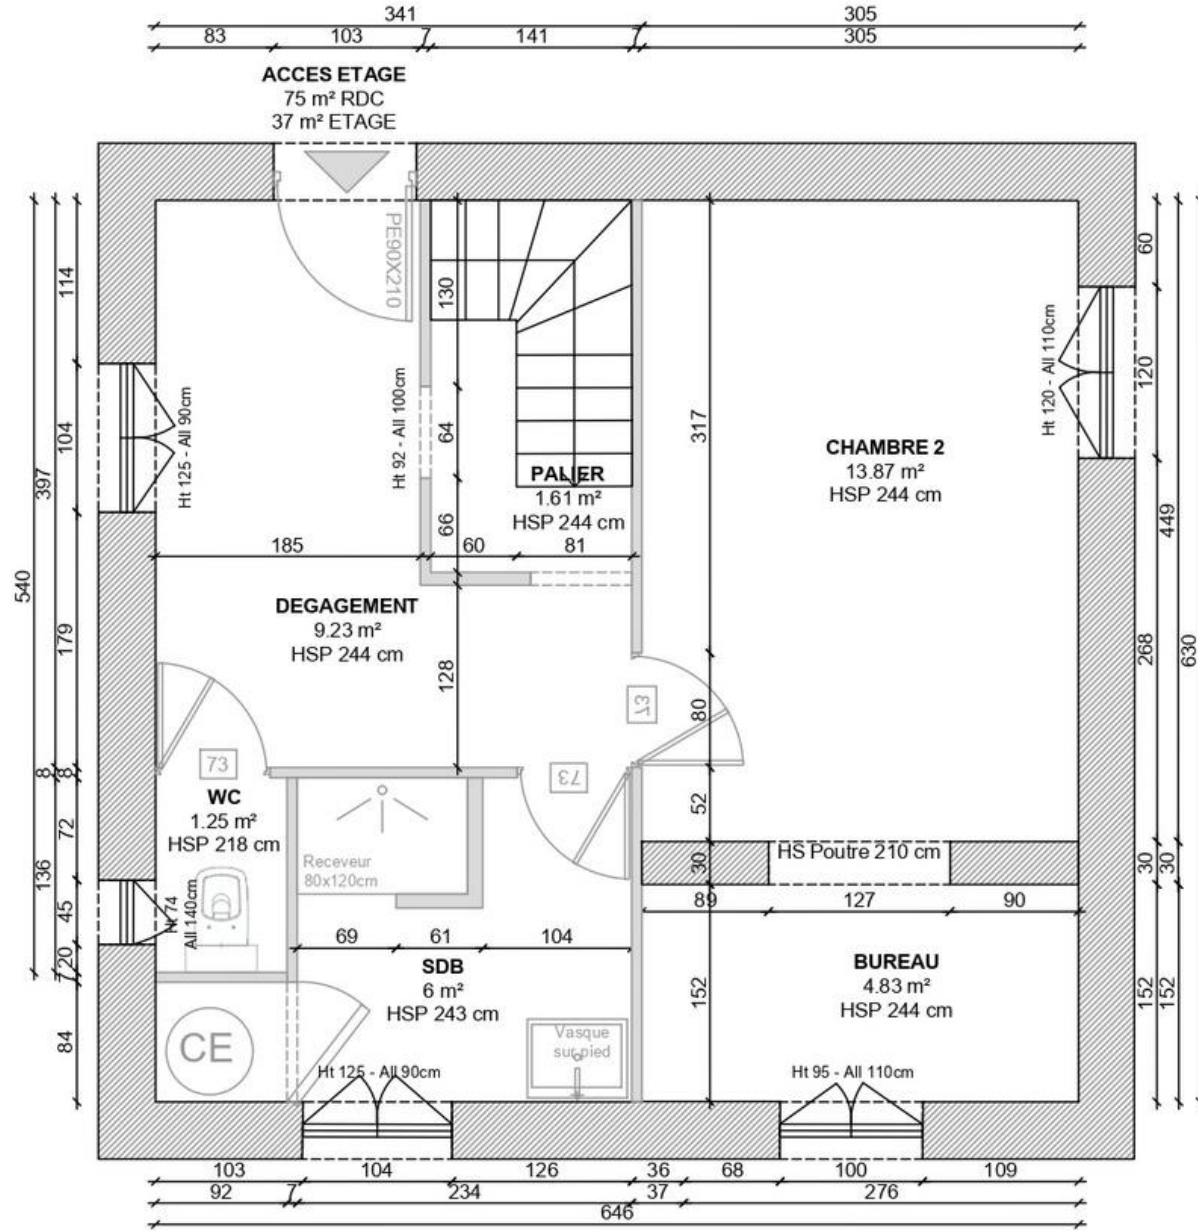 341
305
83
103
7
141
7
305
ACCES ETAGE
75 m² RDC
37 m² ETAGE
PE90X210
114
104
397
540
179
8
8
72
136
45
20
7
84
Ht 125 - All 90cm
130
Ht 92 - All 100cm
64
66
PALIER
1.61 m²
HSP 244 cm
185
60
81
DEGAGEMENT
9.23 m²
HSP 244 cm
128
317
CHAMBRE 2
13.87 m²
HSP 244 cm
Ht 120 - All 110cm
60
120
449
268
630
73
80
73
73
52
WC
1.25 m²
HSP 218 cm
Receveur
80x120cm
Ht 74
All 140cm
30
HS Poutre 210 cm
30
30
89
127
90
69
61
104
SDB
6 m²
HSP 243 cm
BUREAU
4.83 m²
HSP 244 cm
152
152
152
CE
Vasque
sur pied
Ht 125 - All 90cm
Ht 95 - All 110cm
103
104
126
36
68
100
109
92
7
234
37
276
646